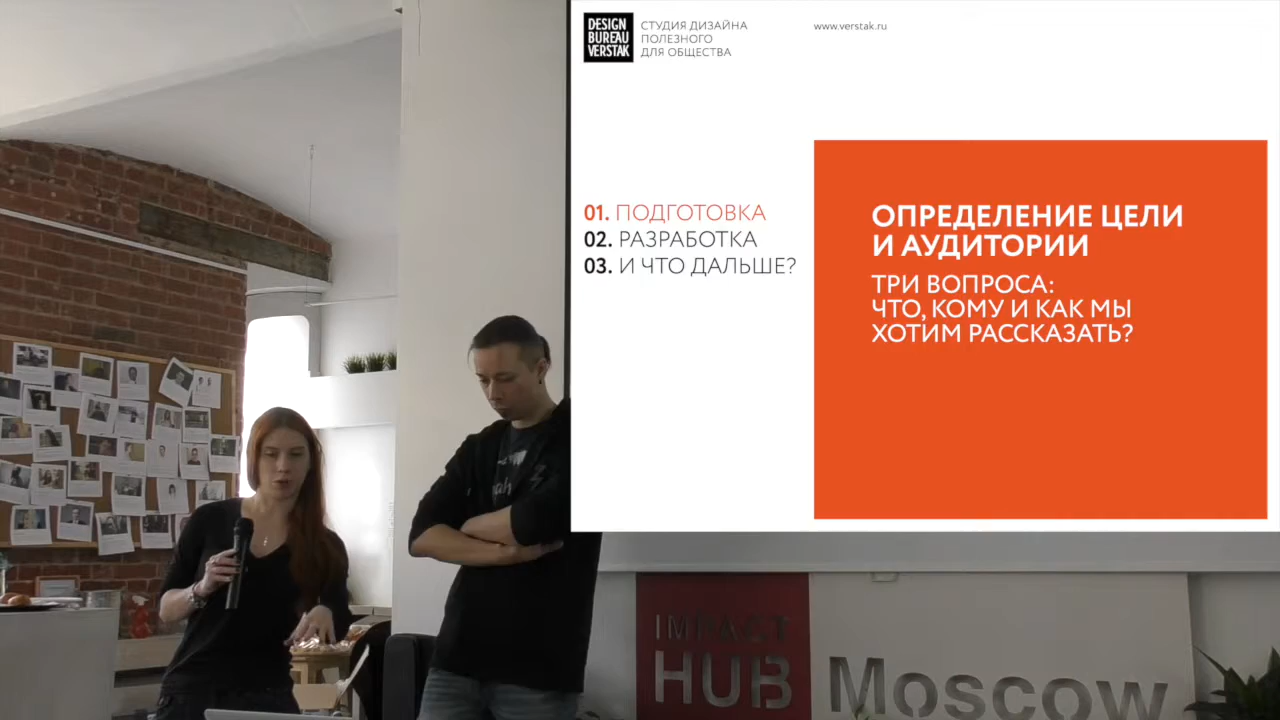 DESIGN
BUREAU
VERSTAK
СТУДИЯ ДИЗАЙНА
ПОЛЕЗНОГО
ДЛЯ ОБЩЕСТВА
www.verstak.ru
01. ПОДГОТОВКА
02. РАЗРАБОТКА
03. И ЧТО ДАЛЬШЕ?
ОПРЕДЕЛЕНИЕ ЦЕЛИ
И АУДИТОРИИ
ТРИ ВОПРОСА:
ЧТО, КОМУ И КАК МЫ
ХОТИМ РАССКАЗАТЬ?
IMPACT
HUB
Moscow